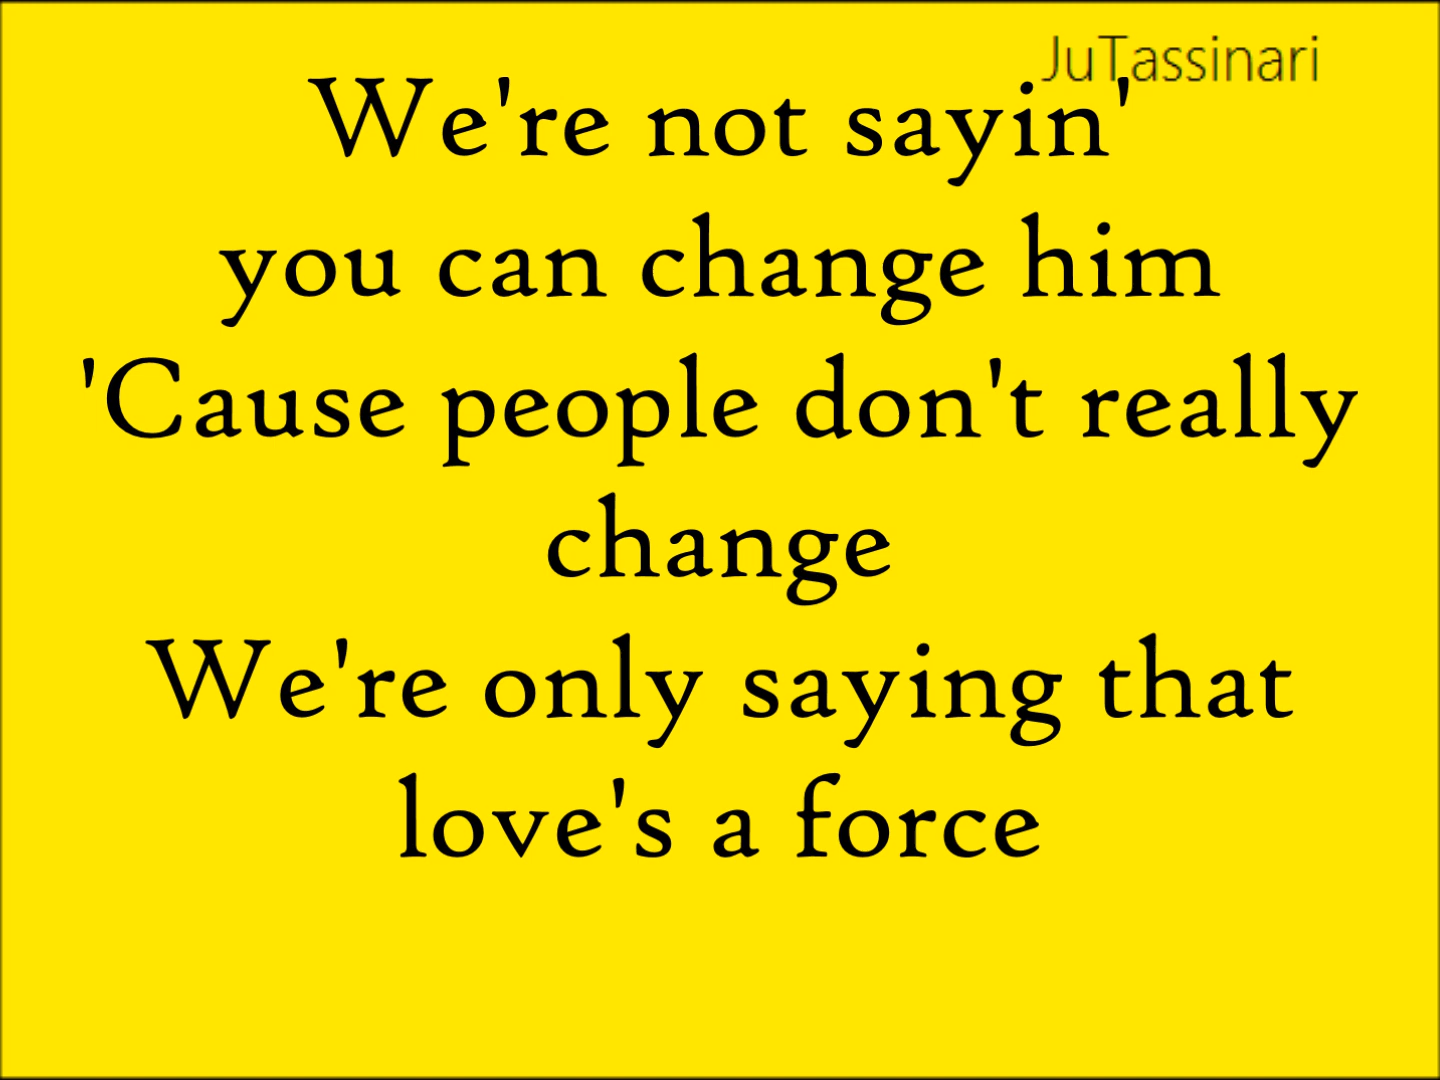 JuTassinari
We're not sayin'
you can change him
'Cause people don't really
change
We're only saying that
love's a force